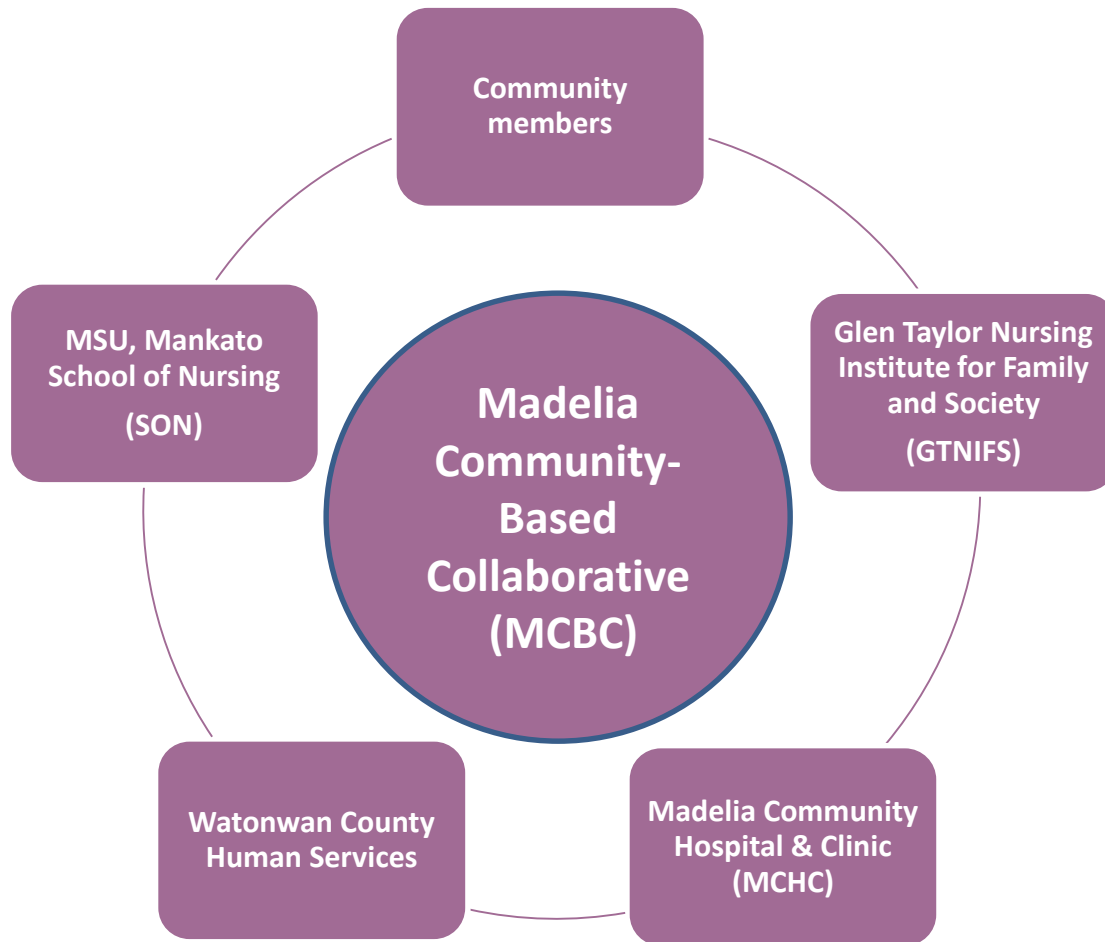 Community
members
MSU, Mankato
School of Nursing
(SON)
Glen Taylor Nursing
Institute for Family
and Society
(GTNIFS)
Madelia
Community-
Based
Collaborative
(MCBC)
Watonwan County
Human Services
Madelia Community
Hospital & Clinic
(MCHC)